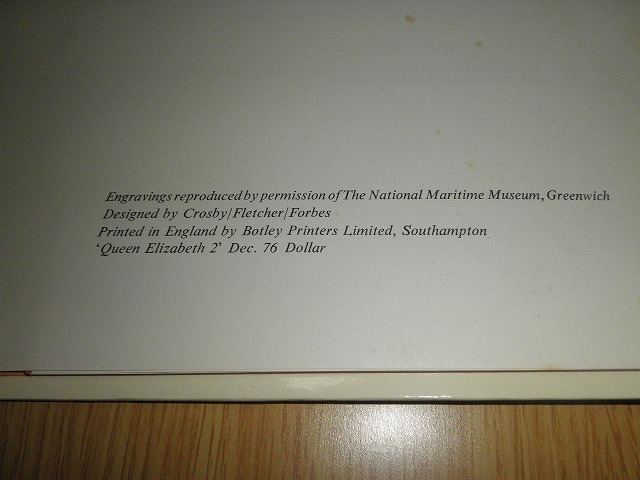 Engravings reproduced by permission of The National Maritime Museum, Greenwich
Designed by Crosby/Fletcher/Forbes
Printed in England by Botley Printers Limited, Southampton
‘Queen Elizabeth 2’ Dec. 76 Dollar